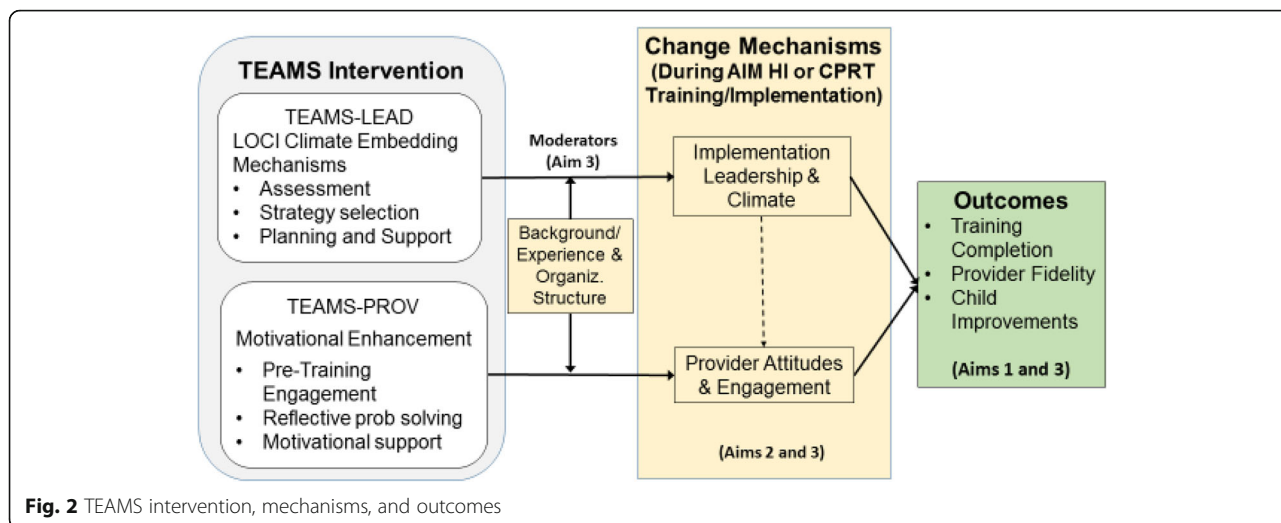 TEAMS Intervention
TEAMS-LEAD
LOCI Climate Embedding
Mechanisms
• Assessment
• Strategy selection
• Planning and Support
TEAMS-PROV
Motivational Enhancement
• Pre-Training
Engagement
• Reflective prob solving
• Motivational support
Moderators
(Aim 3)
Background/
Experience &
Organiz.
Structure
Change Mechanisms
(During AIM HI or CPRT
Training/Implementation)
Implementation
Leadership &
Climate
Provider Attitudes
& Engagement
(Aims 2 and 3)
Outcomes
• Training
Completion
• Provider Fidelity
• Child
Improvements
(Aims 1 and 3)
Fig. 2 TEAMS intervention, mechanisms, and outcomes